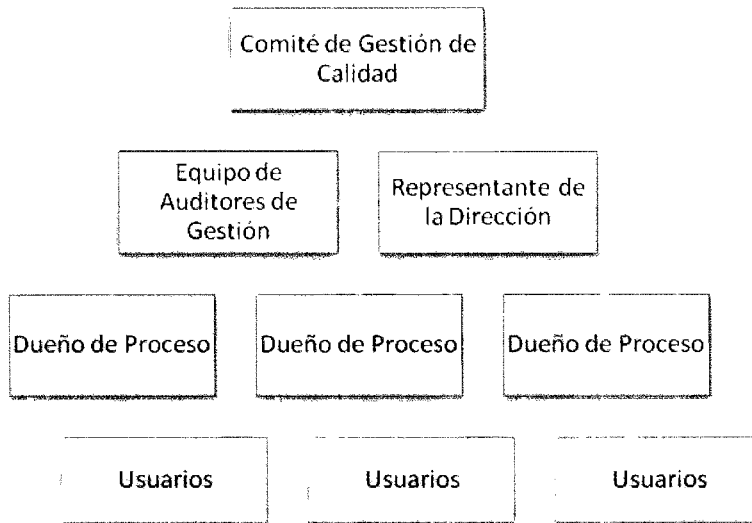 Comité de Gestión de
Calidad
Equipo de
Auditores de
Gestión
Representante de
la Dirección
Dueño de Proceso
Dueño de Proceso
Dueño de Proceso
Usuarios
Usuarios
Usuarios